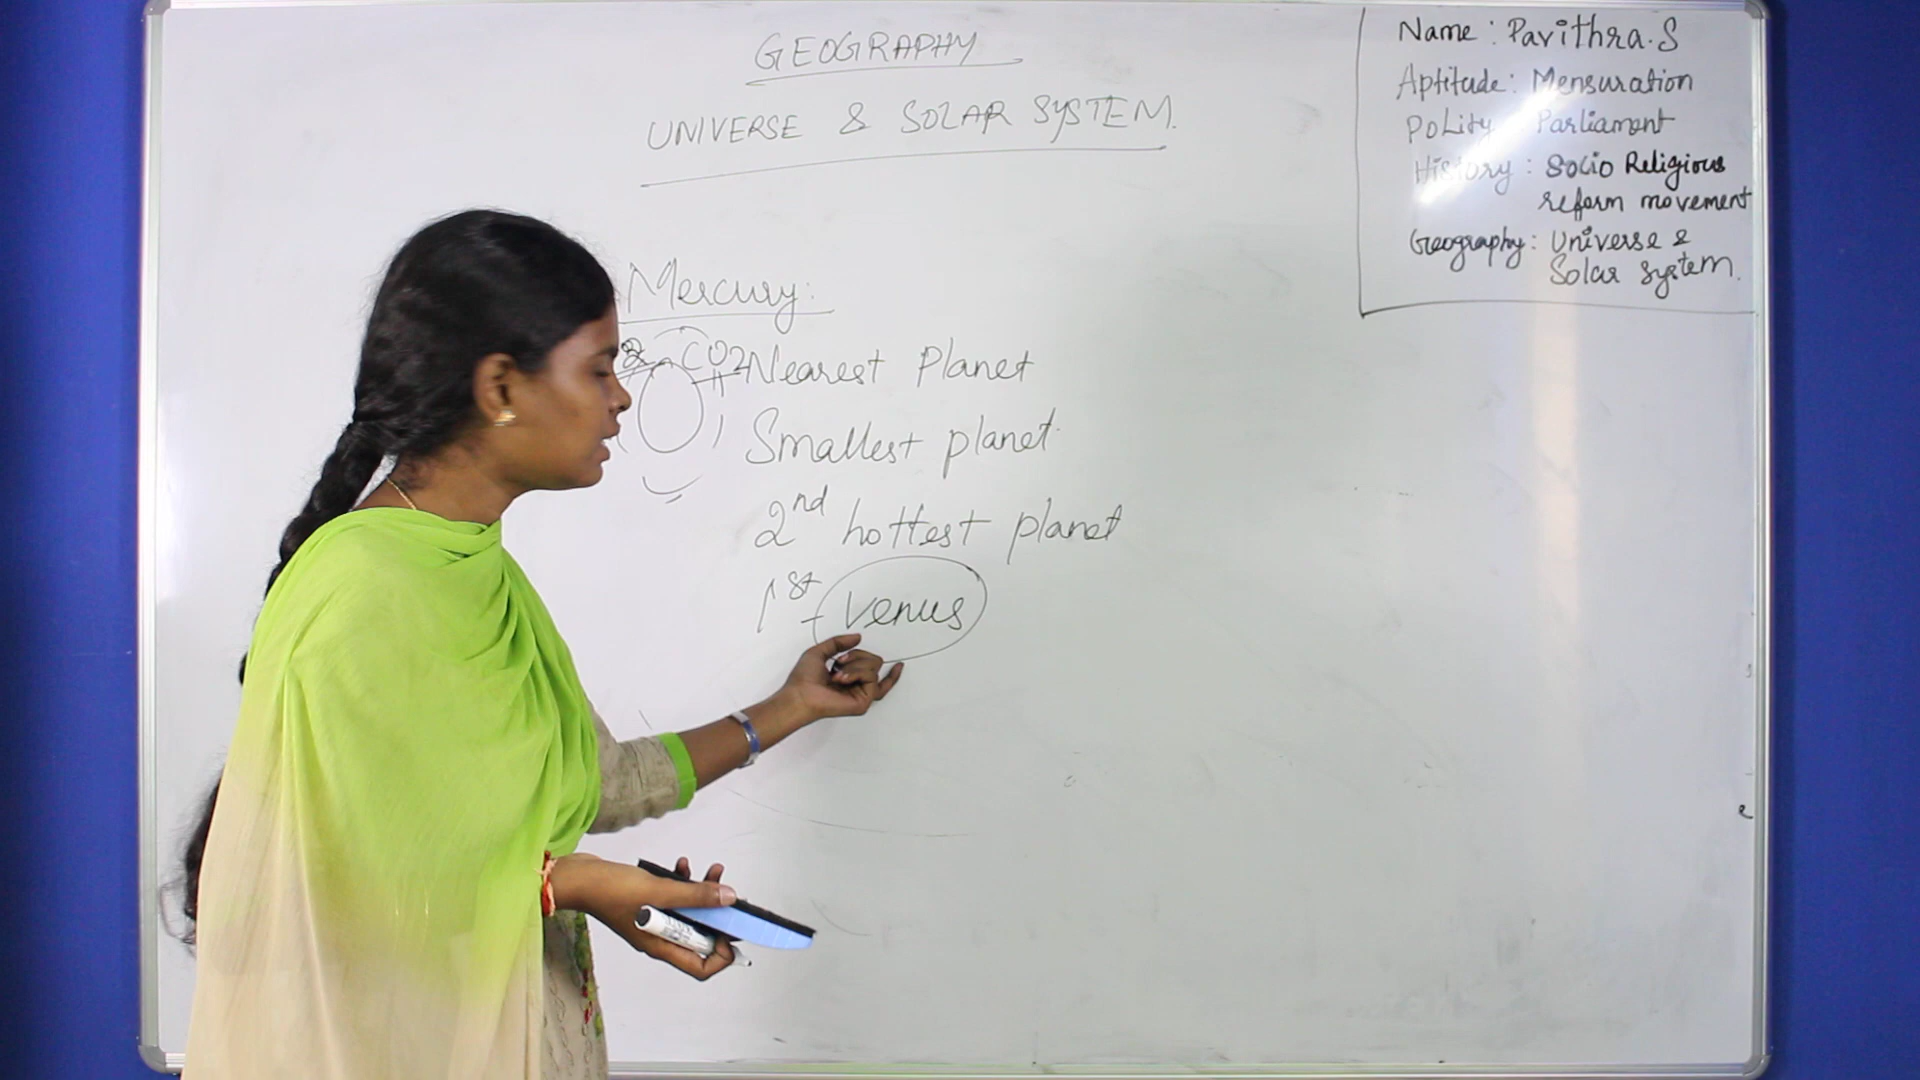 GEOGRAPHY
UNIVERSE & SOLAR SYSTEM.
Name : Pavithra.S
Aptitude : Mensuration
Polity : Parliament
History : Socio Religious
reform movement
Geography : Universe &
Solar System.
Mercury:
CO2
Nearest Planet
Smallest planet
2nd hottest planet
1st - Venus